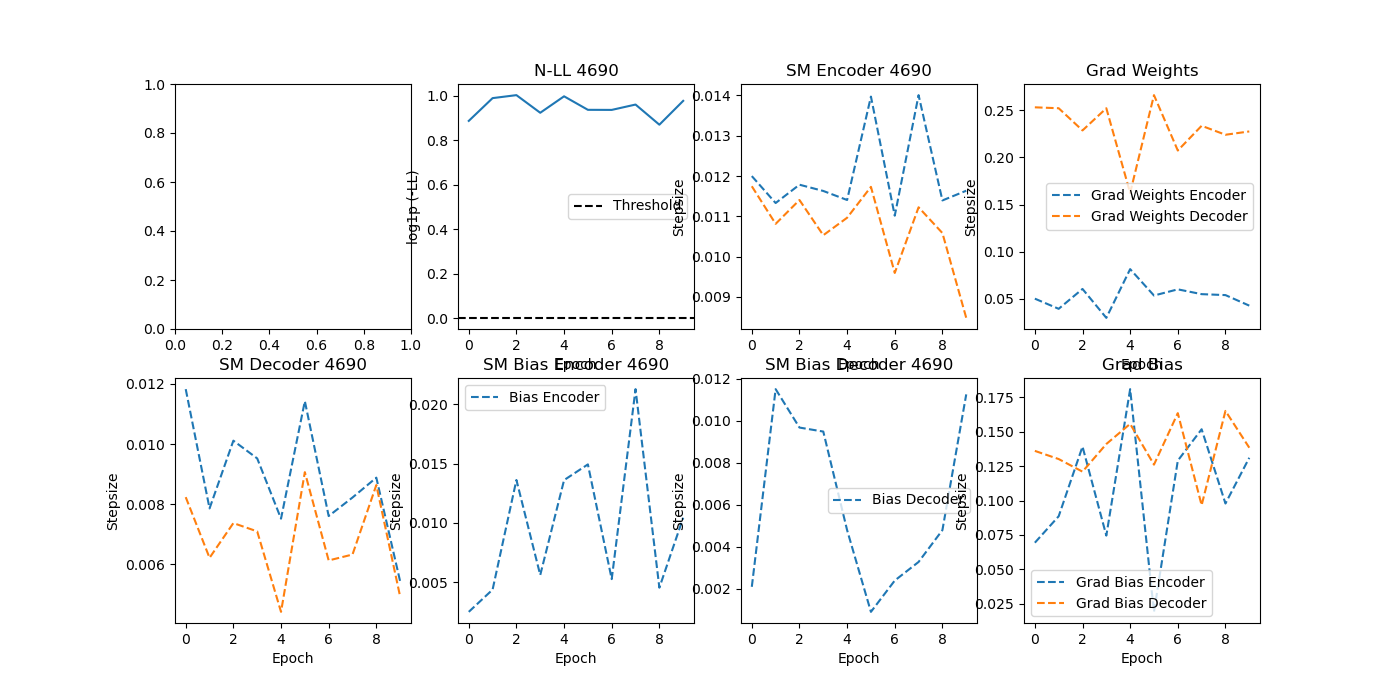 N-LL 4690
SM Encoder 4690
Grad Weights
1.0
0.8
0.6
0.4
0.2
0.0
0.0 0.2 0.4 0.6 0.8 1.0
log1p (-LL)
1.0
0.8
0.6
0.4
0.2
0.0
Threshold
0 2 4 6 8
Epoch
Stepsize
0.014
0.013
0.012
0.011
0.010
0.009
0 2 4 6 8
Epoch
Stepsize
0.25
0.20
0.15
0.10
0.05
Grad Weights Encoder
Grad Weights Decoder
0 2 4 6 8
Epoch
SM Decoder 4690
SM Bias Encoder 4690
SM Bias Decoder 4690
Grad Bias
Stepsize
0.012
0.010
0.008
0.006
0 2 4 6 8
Epoch
Stepsize
0.020
0.015
0.010
0.005
Bias Encoder
0 2 4 6 8
Epoch
Stepsize
0.012
0.010
0.008
0.006
0.004
0.002
Bias Decoder
0 2 4 6 8
Epoch
Stepsize
0.175
0.150
0.125
0.100
0.075
0.050
0.025
Grad Bias Encoder
Grad Bias Decoder
0 2 4 6 8
Epoch